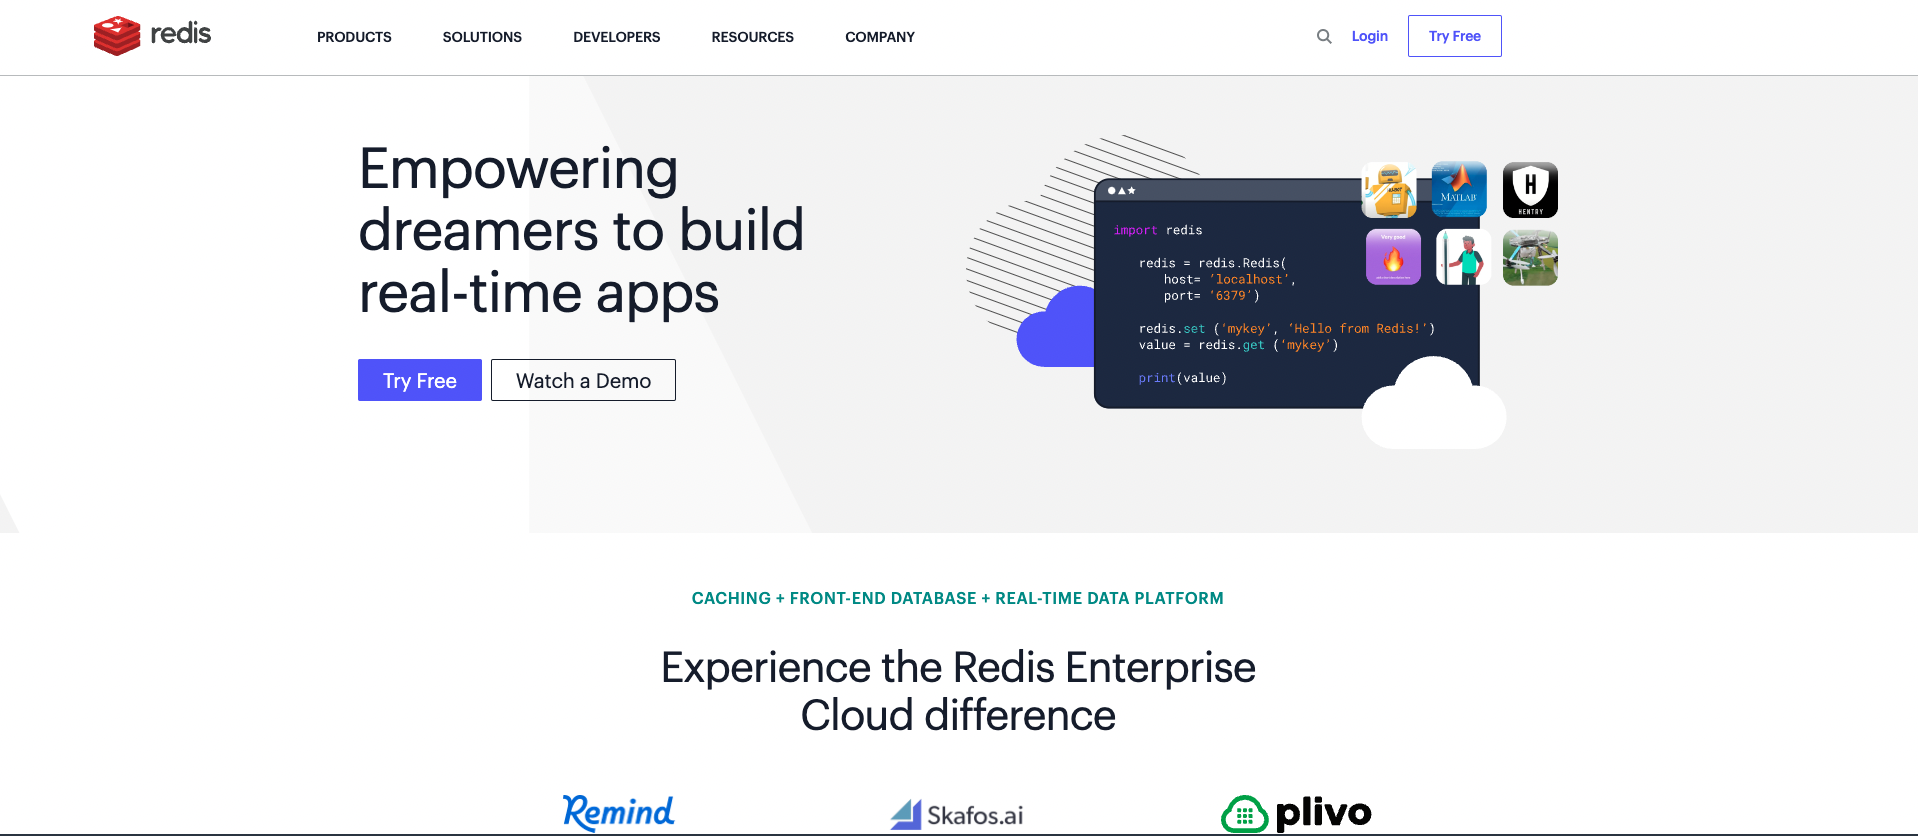 redis
PRODUCTS
SOLUTIONS
DEVELOPERS
RESOURCES
COMPANY
Login
Try Free
Empowering
dreamers to build
real-time apps
Try Free
Watch a Demo
import redis
redis = redis.Redis(
host= ‘localhost’,
port= ‘6379’)
redis.set (‘mykey’, ‘Hello from Redis!’)
value = redis.get (‘mykey’)
print(value)
MATLAB
H
HENTRY
Very good
CACHING + FRONT-END DATABASE + REAL-TIME DATA PLATFORM
Experience the Redis Enterprise
Cloud difference
Remind
Skafos.ai
plivo